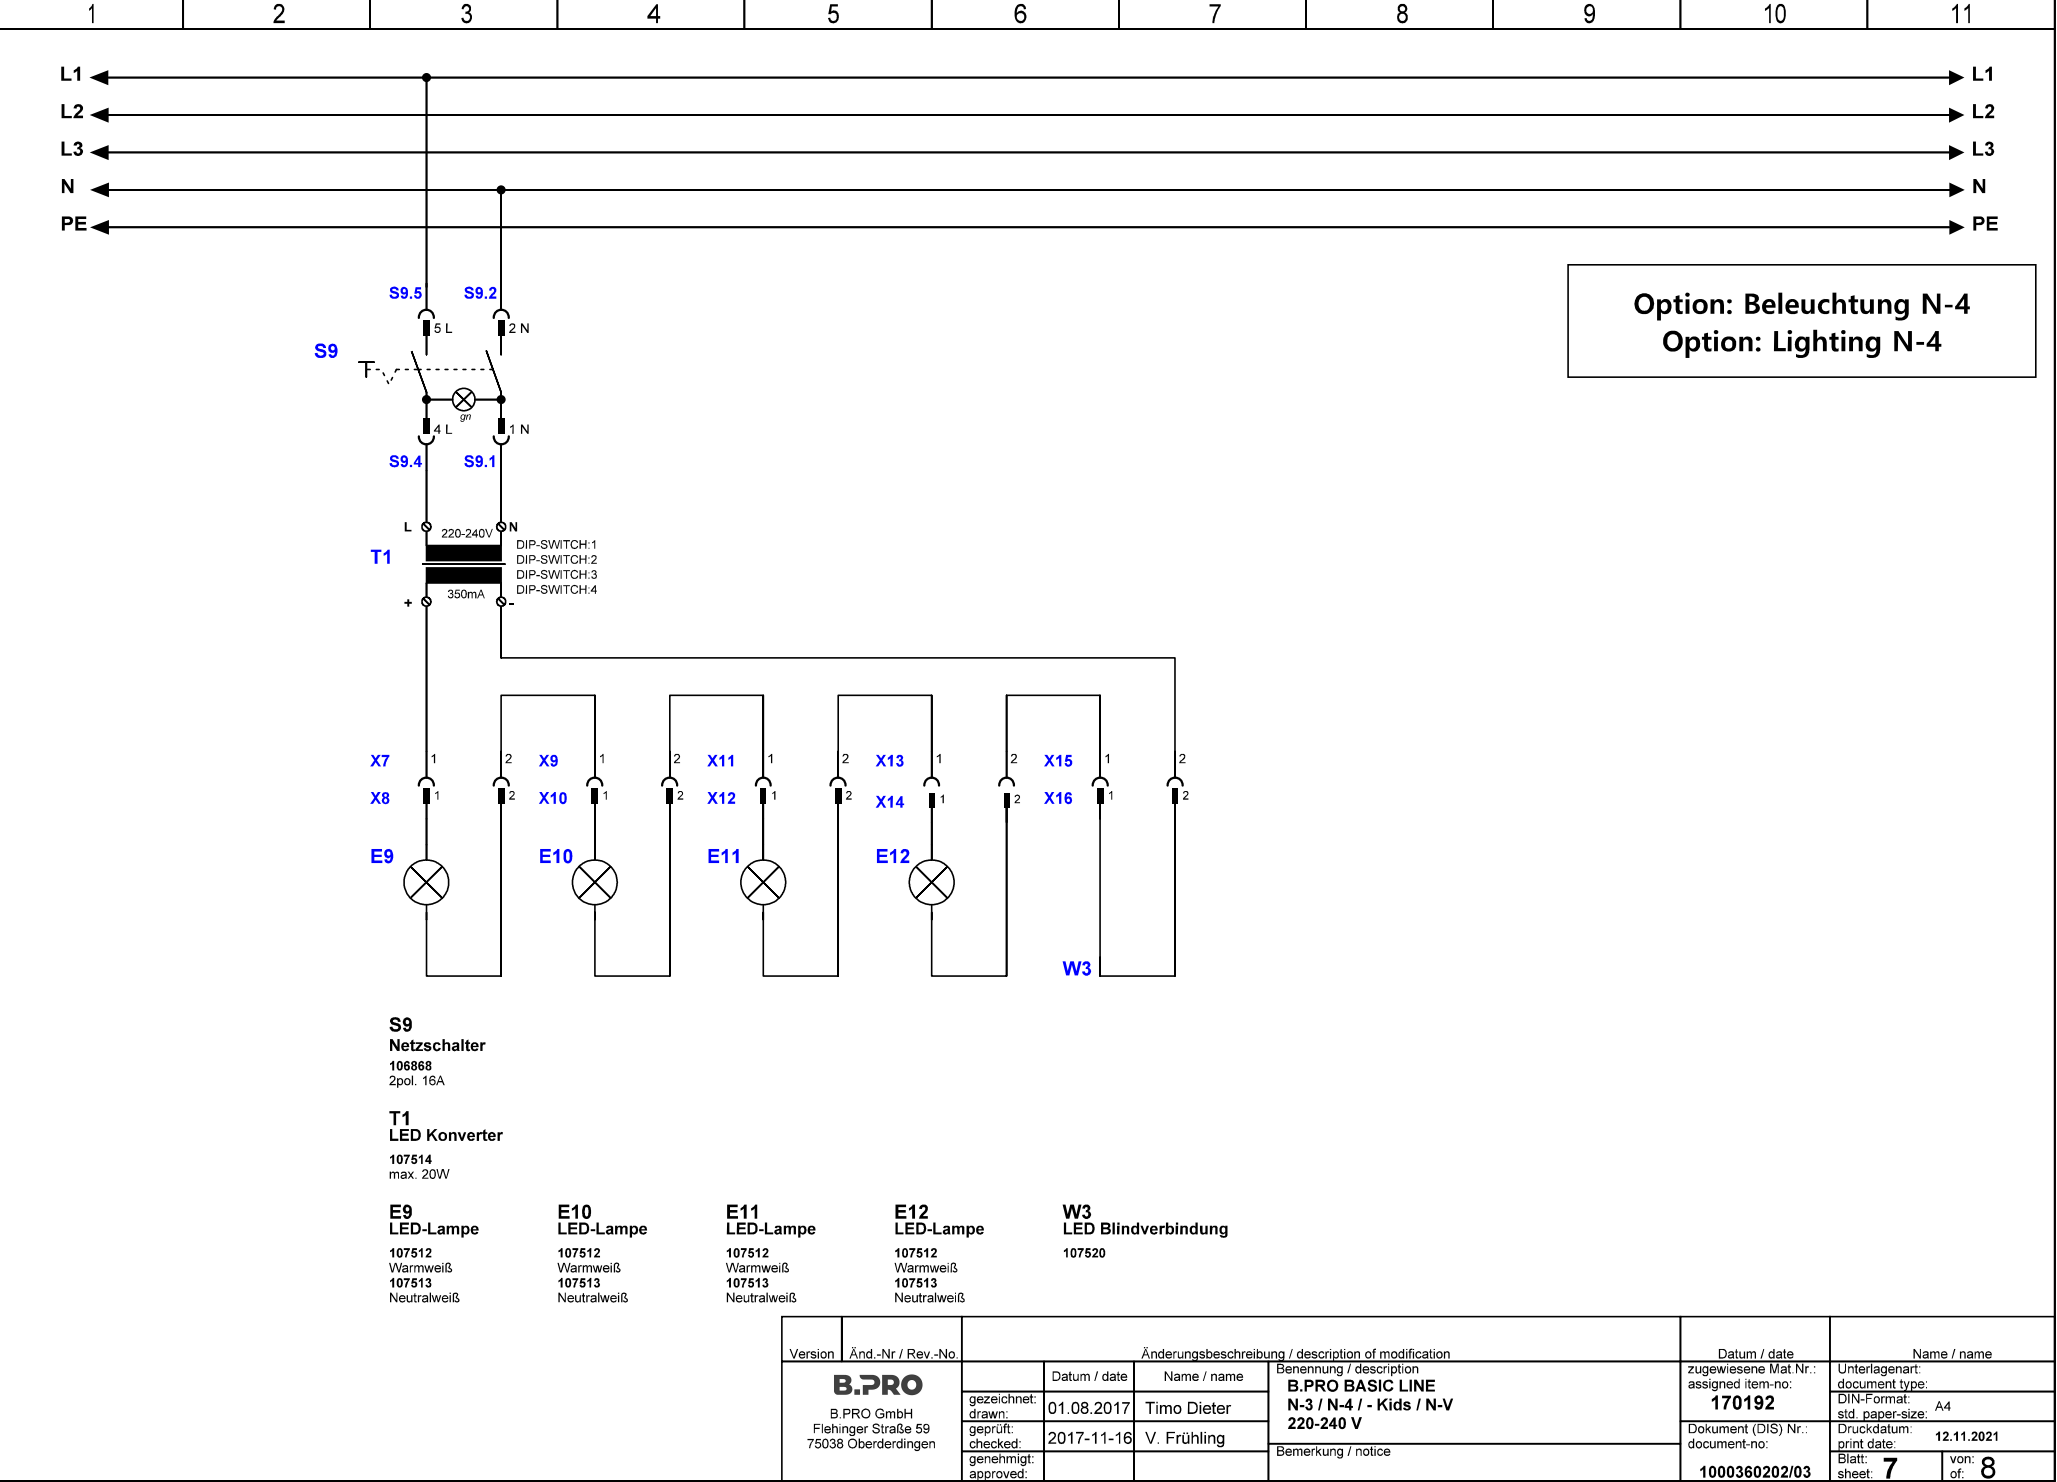 1 2 3 4 5 6 7 8 9 10 11
L1 L1
L2 L2
L3 L3
N N
PE PE
Option: Beleuchtung N-4
Option: Lighting N-4
S9.5 S9.2
5 L 2 N
S9
gn
4 L 1 N
S9.4 S9.1
L 220-240V N
T1
DIP-SWITCH:1
DIP-SWITCH:2
DIP-SWITCH:3
DIP-SWITCH:4
+ 350mA -
X7 1 2 X9 1 2 X11 1 2 X13 1 2 X15 1 2
X8 1 2 X10 1 2 X12 1 2 X14 1 2 X16 1 2
E9 E10 E11 E12
W3
S9
Netzschalter
106868
2pol. 16A
T1
LED Konverter
107514
max. 20W
E9 E10 E11 E12 W3
LED-Lampe LED-Lampe LED-Lampe LED-Lampe LED Blindverbindung
107512 107512 107512 107512 107520
Warmweiß Warmweiß Warmweiß Warmweiß
107513 107513 107513 107513
Neutralweiß Neutralweiß Neutralweiß Neutralweiß
Version Änd.-Nr / Rev.-No. Änderungsbeschreibung / description of modification Datum / date Name / name
B.PRO
B.PRO GmbH
Flehinger Straße 59
75038 Oberderdingen
Datum / date Name / name
gezeichnet:
drawn: 01.08.2017 Timo Dieter
geprüft:
checked: 2017-11-16 V. Frühling
genehmigt:
approved:
Benennung / description
B.PRO BASIC LINE
N-3 / N-4 / - Kids / N-V
220-240 V
Bemerkung / notice
zugewiesene Mat.Nr.:
assigned item-no:
170192
Dokument (DIS) Nr.:
document-no:
1000360202/03
Unterlagenart:
document type:
DIN-Format:
std. paper-size: A4
Druckdatum:
print date: 12.11.2021
Blatt:
sheet: 7
von:
of: 8